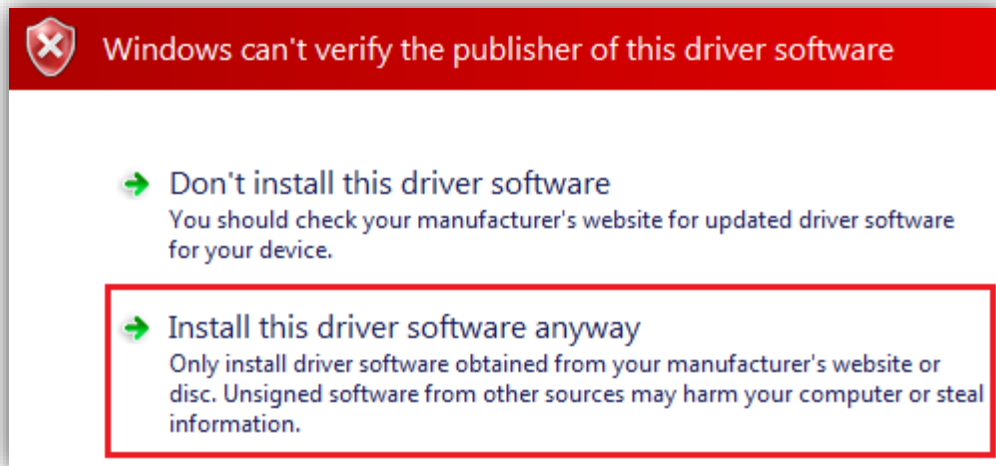 Windows can't verify the publisher of this driver software
Don't install this driver software
You should check your manufacturer's website for updated driver software
for your device.
Install this driver software anyway
Only install driver software obtained from your manufacturer's website or
disc. Unsigned software from other sources may harm your computer or steal
information.